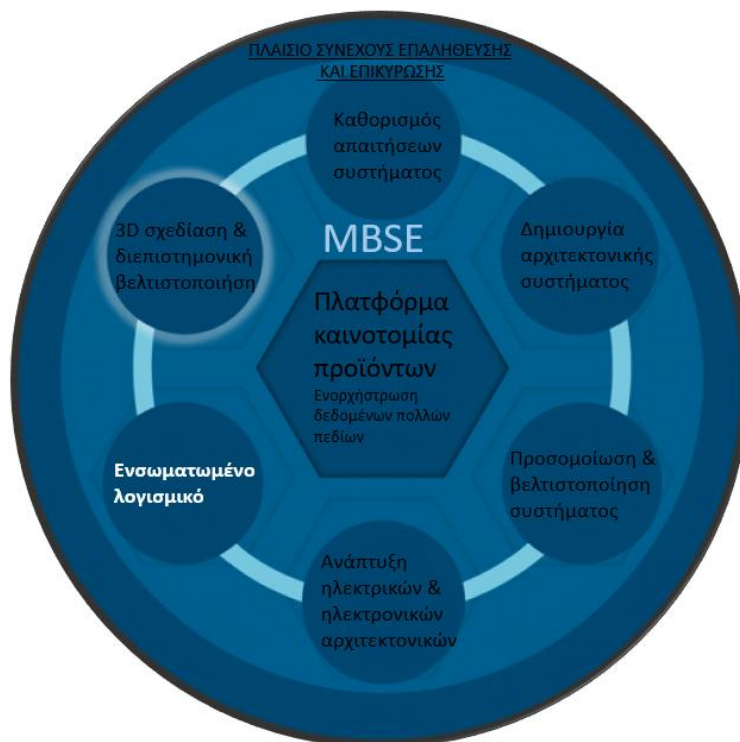 ΠΛΑΙΣΙΟ ΣΥΝΕΧΟΥΣ ΕΠΑΛΗΘΕΥΣΗΣ
ΚΑΙ ΕΠΙΚΥΡΩΣΗΣ
Καθορισμός
απαιτήσεων
συστήματος
3D σχεδίαση &
διεπιστημονική
βελτιστοποιήση
Δημιουργία
αρχιτεκτονικής
συστήματος
MBSE
Πλατφόρμα
καινοτομίας
προϊόντων
Ενορχήστρωση
δεδομένων πολλών
πεδίων
Ενσωματωμένο
λογισμικό
Προσομοίωση &
βελτιστοποίηση
συστήματος
Ανάπτυξη
ηλεκτρικών &
ηλεκτρονικών
αρχιτεκτονικών